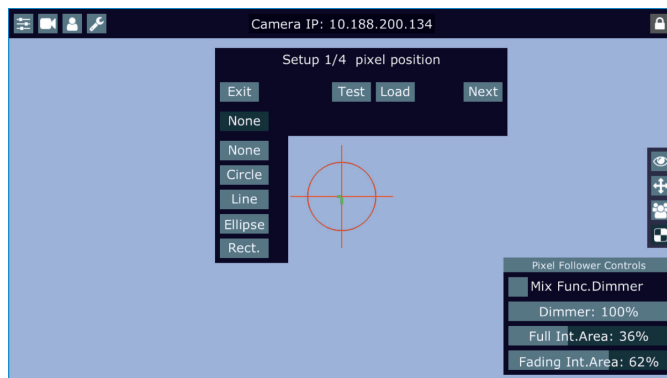 Camera IP: 10.188.200.134
Setup 1/4 pixel position
Exit Test Load Next
None
None
Circle
Line
Ellipse
Rect.
Pixel Follower Controls
Mix Func.Dimmer
Dimmer: 100%
Full Int.Area: 36%
Fading Int.Area: 62%